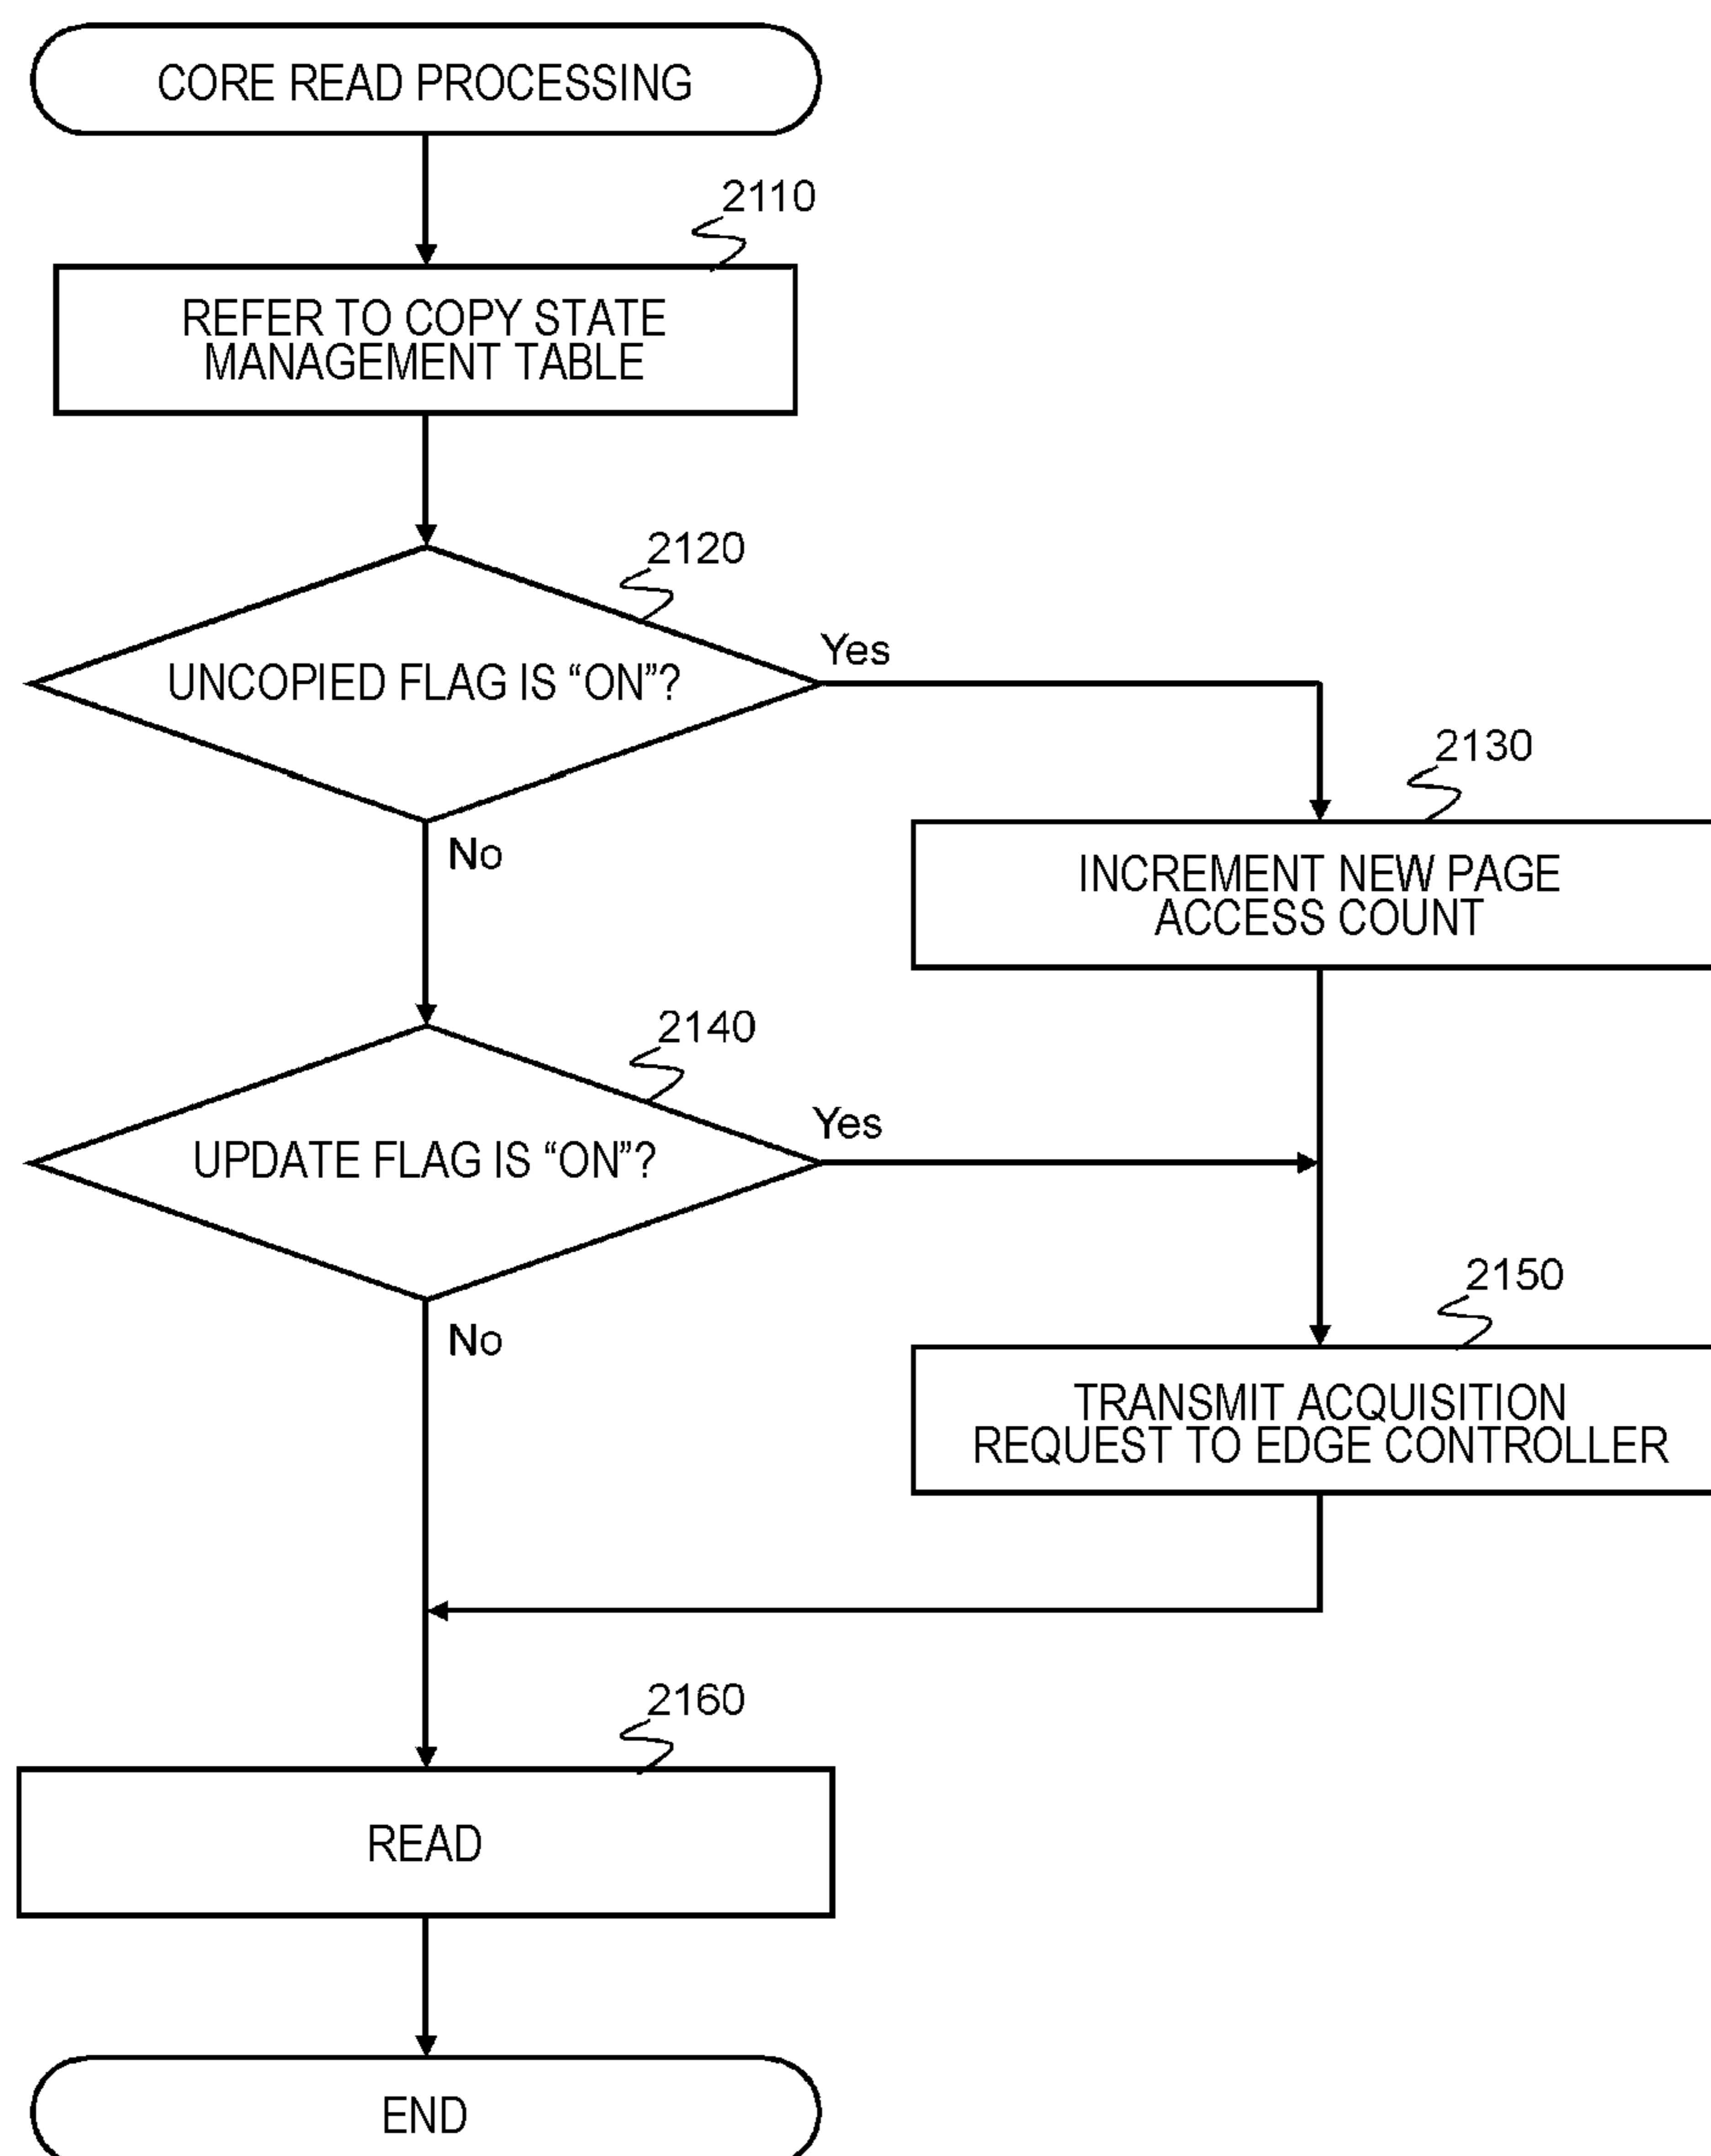 CORE READ PROCESSING
2110
REFER TO COPY STATE
MANAGEMENT TABLE
2120
UNCOPIED FLAG IS “ON”?
Yes
No
2130
INCREMENT NEW PAGE
ACCESS COUNT
2140
UPDATE FLAG IS “ON”?
Yes
No
2150
TRANSMIT ACQUISITION
REQUEST TO EDGE CONTROLLER
2160
READ
END